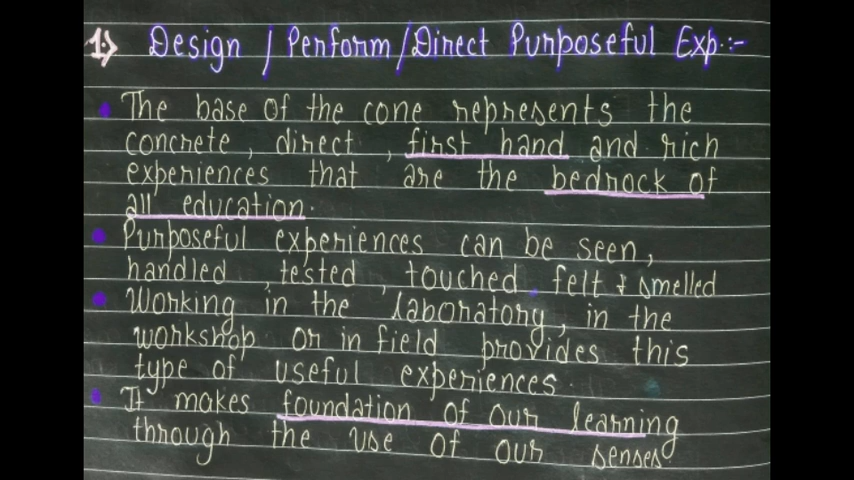 1.) Design / Perform / Direct Purposeful Exp.:-
• The base of the cone represents the
concrete, direct, first hand and rich
experiences that are the bedrock of
all education.
• Purposeful experiences can be seen,
handled, tested, touched, felt & smelled
• Working in the laboratory, in the
workshop or in field provides this
type of useful experiences.
• It makes foundation of our learning
through the use of our senses.